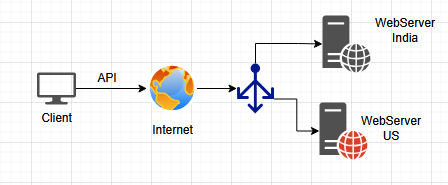 WebServer
India
API
Client
Internet
WebServer
US